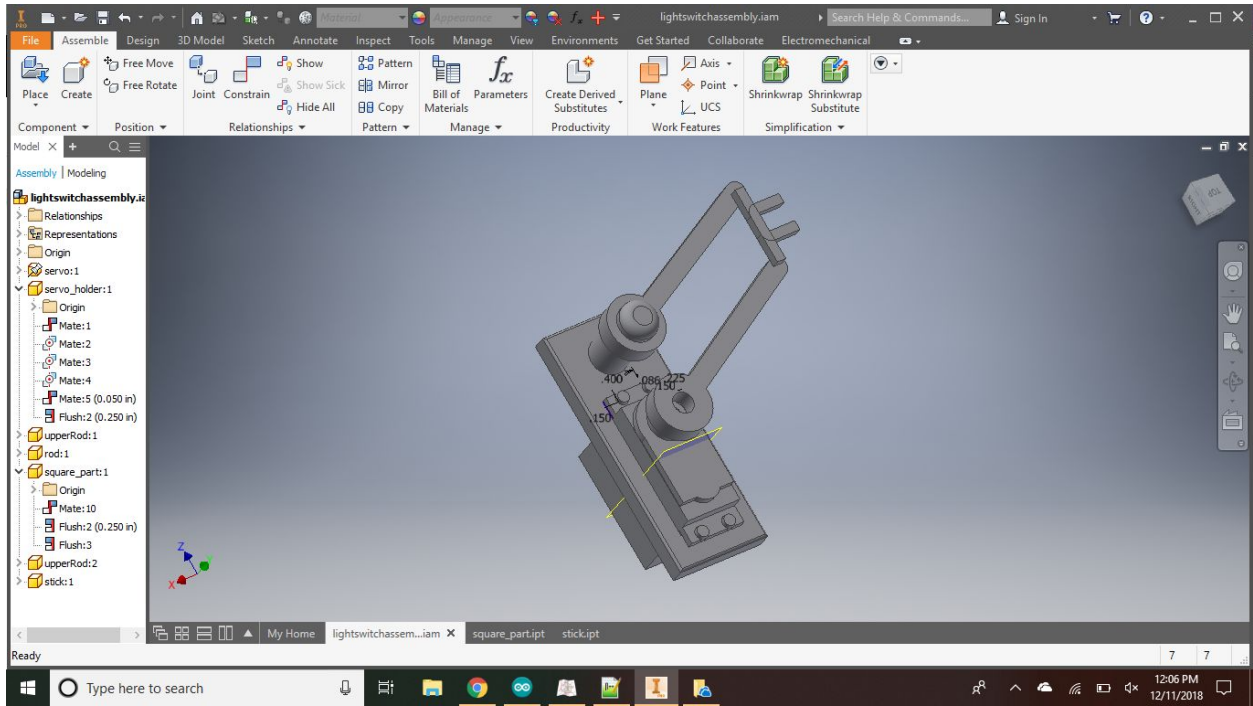 PRO Material Appearance fx lightswitchassembly.iam Search Help & Commands... Sign In
File Assemble Design 3D Model Sketch Annotate Inspect Tools Manage View Environments Get Started Collaborate Electromechanical
Place Create Free Move Free Rotate Joint Constrain Show Show Sick Hide All Pattern Mirror Copy Bill of Materials fx Parameters Create Derived Substitutes Plane Axis Point UCS Shrinkwrap Shrinkwrap Substitute
Component Position Relationships Pattern Manage Productivity Work Features Simplification
Model
Assembly Modeling
lightswitchassembly.ia
Relationships
Representations
Origin
servo:1
servo_holder:1
Origin
Mate:1
Mate:2
Mate:3
Mate:4
Mate:5 (0.050 in)
Flush:2 (0.250 in)
upperRod:1
rod:1
square_part:1
Origin
Mate:10
Flush:2 (0.250 in)
Flush:3
upperRod:2
stick:1
TOP
.400 .086 .225
.150
.150
Z
X
My Home lightswitchassem...iam square_part.ipt stick.ipt
Ready 7 7
Type here to search 12:06 PM
12/11/2018